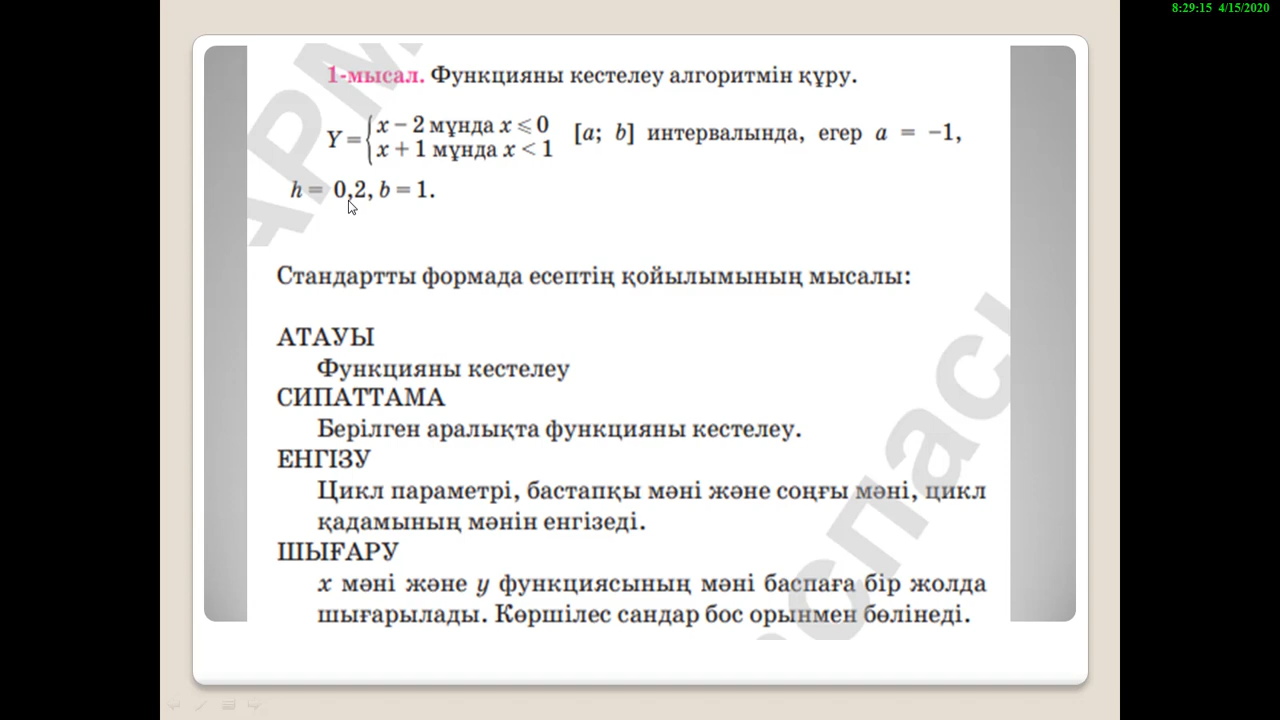 8:29:15 4/15/2020
1-мысал. Функцияны кестелеу алгоритмін құру.
Y = { x − 2 мұнда x ⩽ 0
x + 1 мұнда x < 1 [a; b] интервалында, егер a = −1,
h = 0,2, b = 1.
Стандартты формада есептің қойылымының мысалы:
АТАУЫ
Функцияны кестелеу
СИПАТТАМА
Берілген аралықта функцияны кестелеу.
ЕНГІЗУ
Цикл параметрі, бастапқы мәні және соңғы мәні, цикл
қадамының мәнін енгізеді.
ШЫҒАРУ
x мәні және y функциясының мәні баспаға бір жолда
шығарылады. Көршілес сандар бос орынмен бөлінеді.